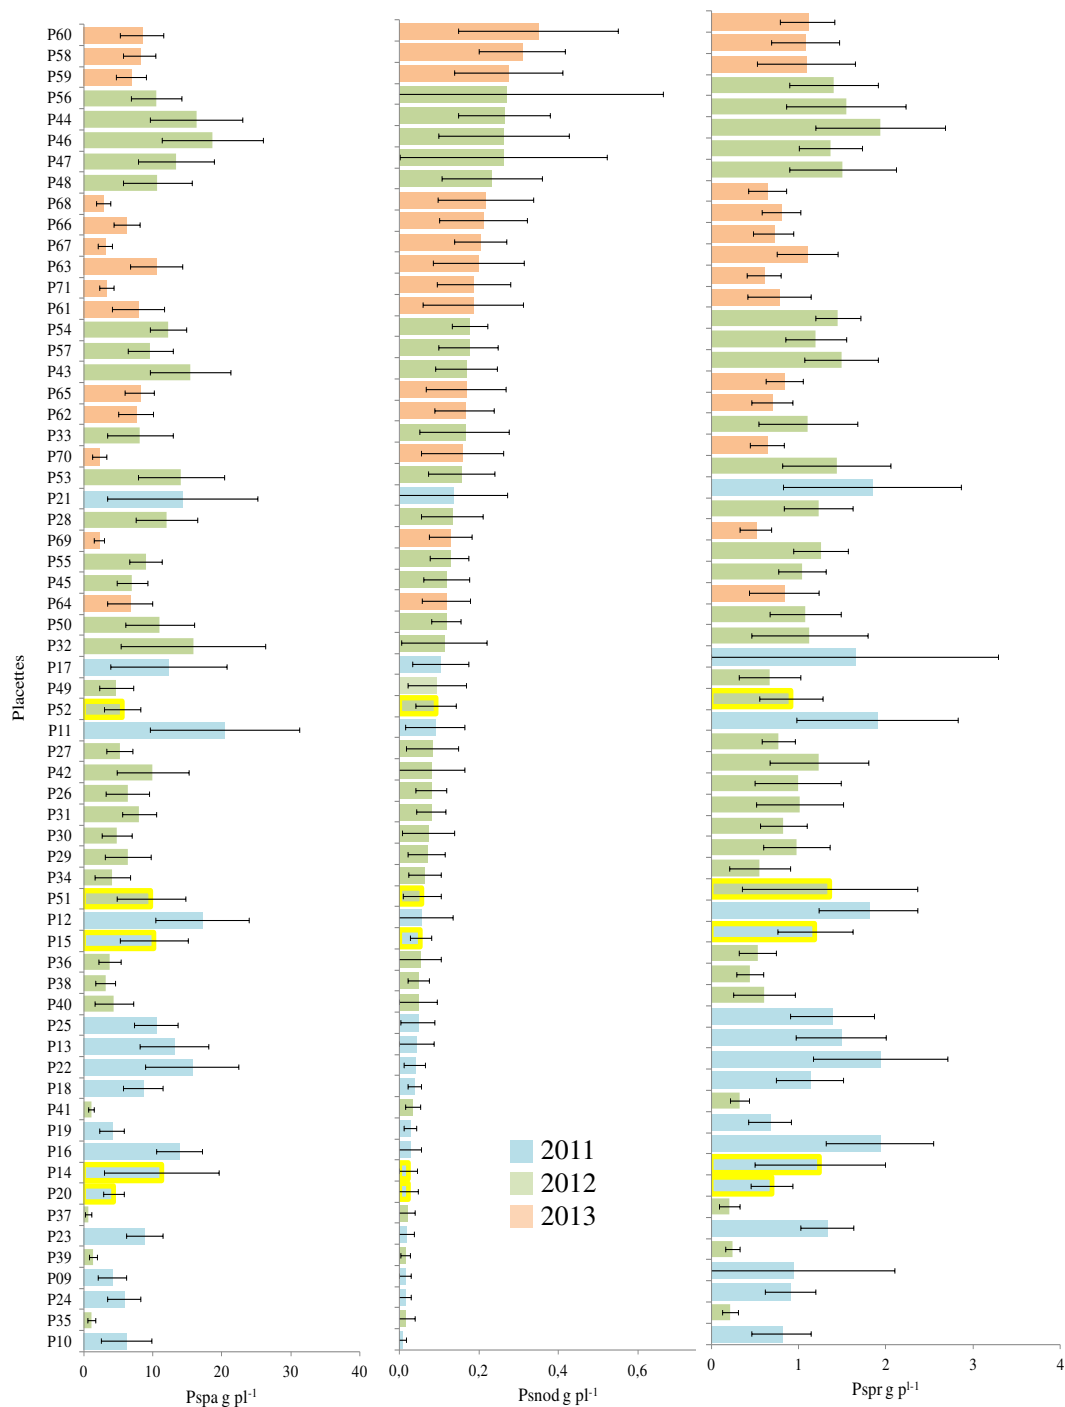 P60
P58
P59
P56
P44
P46
P47
P48
P68
P66
P67
P63
P71
P61
P54
P57
P43
P65
P62
P33
P70
P53
P21
P28
P69
P55
P45
P64
P50
P32
P17
P49
P52
P11
P27
P42
P26
P31
P30
P29
P34
P51
P12
P15
P36
P38
P40
P25
P13
P22
P18
P41
P19
P16
P14
P20
P37
P23
P39
P09
P24
P35
P10
Placettes
2011
2012
2013
0 10 20 30 40
0,0 0,2 0,4 0,6
0 1 2 3 4
Pspa g pl⁻¹
Psnod g pl⁻¹
Pspr g pl⁻¹